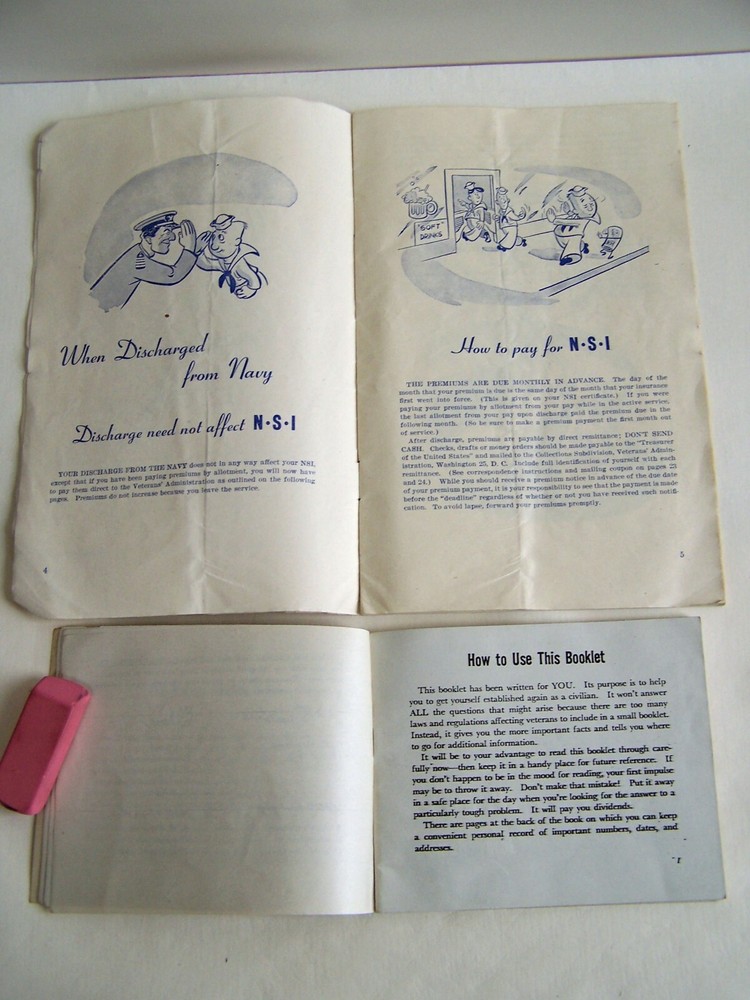 When Discharged
from Navy
Discharge need not affect N·S·I
YOUR DISCHARGE FROM THE NAVY does not in any way affect your NSI,
except that if you have been paying premiums by allotment, you will now have
to pay them direct to the Veterans' Administration as outlined on the following
pages. Premiums do not increase because you leave the service.
4
"SOFT"
DRINKS
How to pay for N·S·I
THE PREMIUMS ARE DUE MONTHLY IN ADVANCE. The day of the
month that your premium is due is the same day of the month that your insurance
first went into force. (This is given on your NSI certificate.) If you were
paying your premiums by allotment from your pay while in the active service,
the last allotment from your pay upon discharge paid the premium due in the
following month. (So be sure to make a premium payment the first month out
of service.)
After discharge, premiums are payable by direct remittance; DON'T SEND
CASH. Checks, drafts or money orders should be made payable to the "Treasurer
of the United States" and mailed to the Collections Subdivision, Veterans' Admin-
istration, Washington 25, D. C. Include full identification of yourself with each
remittance. (See correspondence instructions and mailing coupon on pages 23
and 24.) While you should receive a premium notice in advance of the due date
of your premium payment, it is your responsibility to see that the payment is made
before the "deadline" regardless of whether or not you have received such notifi-
cation. To avoid lapse, forward your premiums promptly.
5
How to Use This Booklet
This booklet has been written for YOU. Its purpose is to help
you to get yourself established again as a civilian. It won't answer
ALL the questions that might arise because there are too many
laws and regulations affecting veterans to include in a small booklet.
Instead, it gives you the more important facts and tells you where
to go for additional information.
It will be to your advantage to read this booklet through care-
fully now—then keep it in a handy place for future reference. If
you don't happen to be in the mood for reading, your first impulse
may be to throw it away. Don't make that mistake! Put it away
in a safe place for the day when you're looking for the answer to a
particularly tough problem. It will pay you dividends.
There are pages at the back of the book on which you can keep
a convenient personal record of important numbers, dates, and
addresses.
1